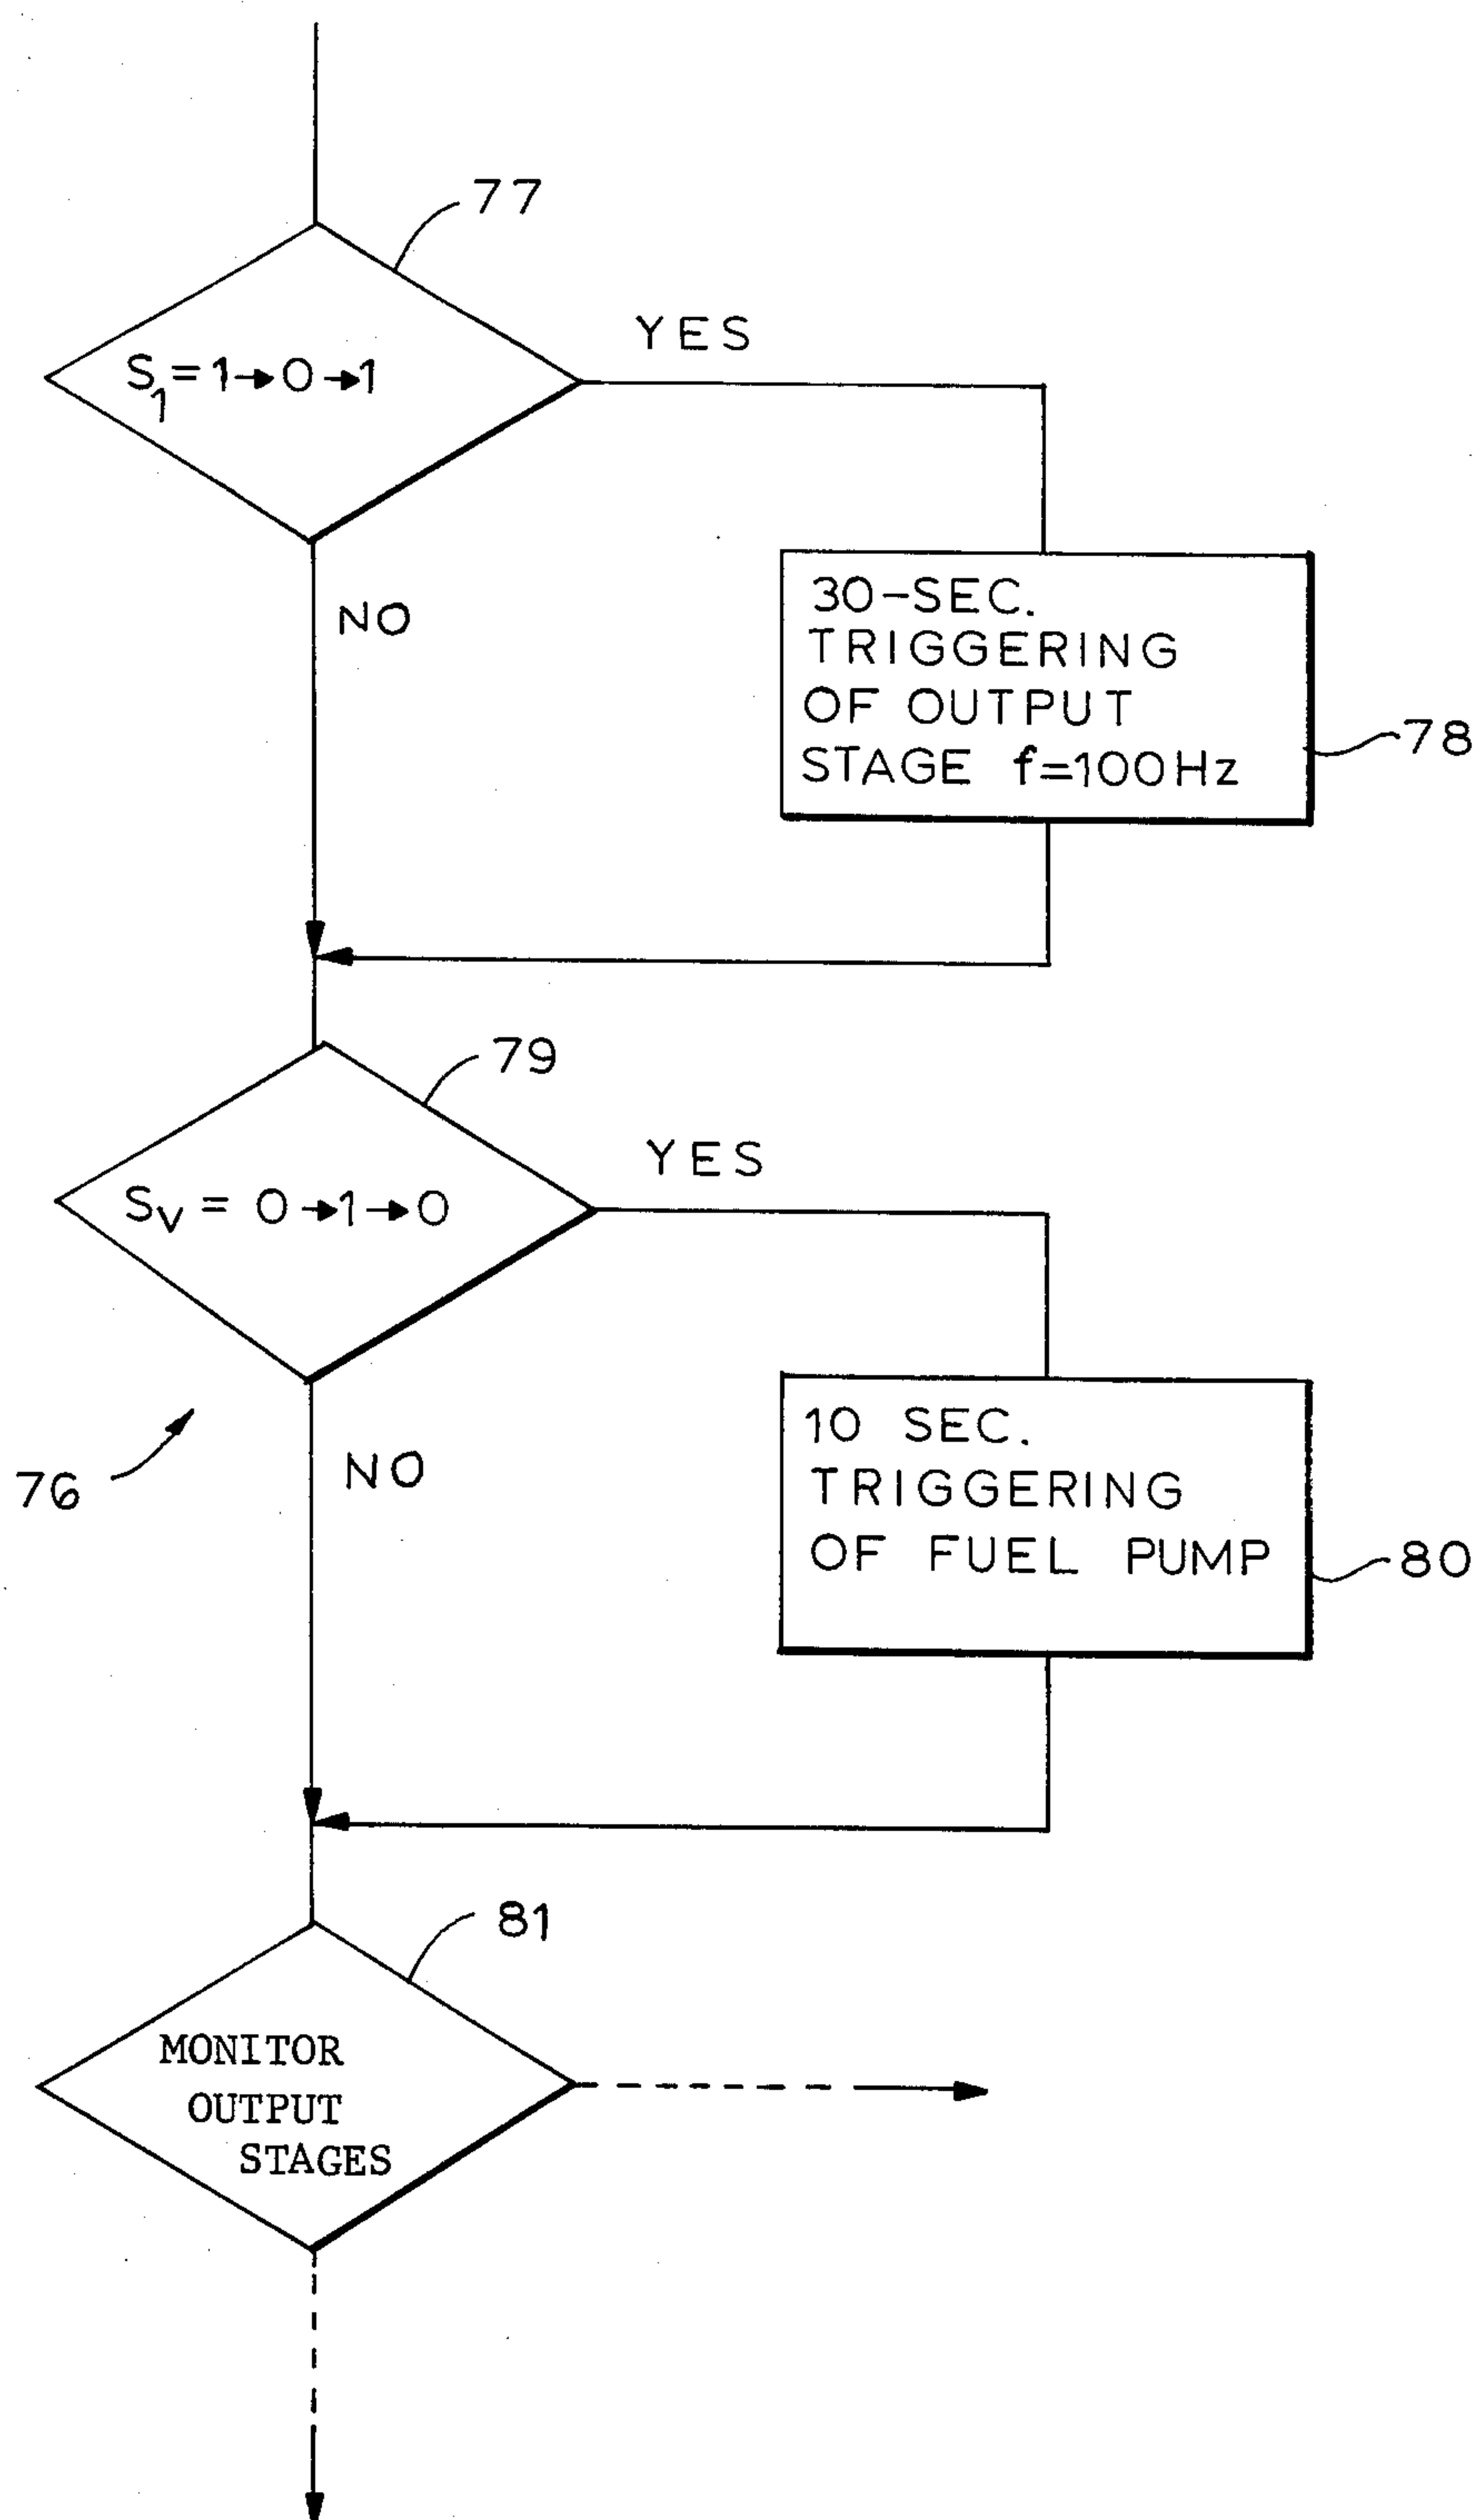 77
YES
S₁=1→0→1
NO
30-SEC.
TRIGGERING
OF OUTPUT
STAGE f=100Hz
78
79
YES
Sᵥ = 0→1→0
NO
76
10 SEC.
TRIGGERING
OF FUEL PUMP
80
81
MONITOR
OUTPUT
STAGES